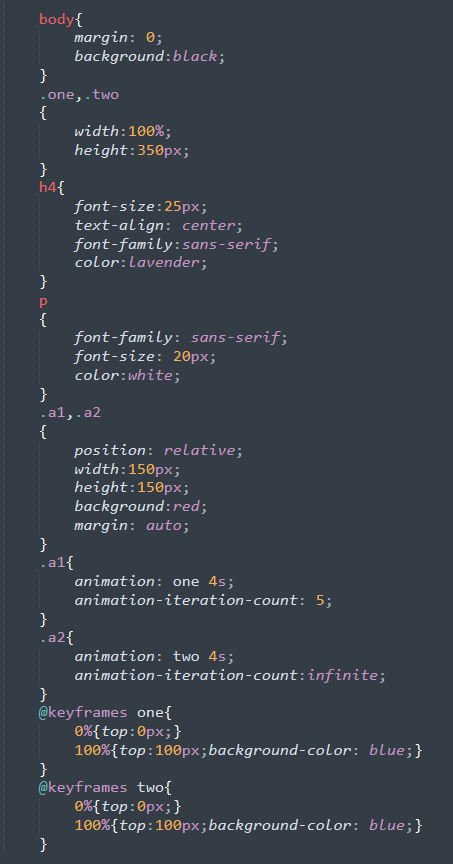 body{
    margin: 0;
    background:black;
}
.one,.two
{
    width:100%;
    height:350px;
}
h4{
    font-size:25px;
    text-align: center;
    font-family:sans-serif;
    color:lavender;
}
p
{
    font-family: sans-serif;
    font-size: 20px;
    color:white;
}
.a1,.a2
{
    position: relative;
    width:150px;
    height:150px;
    background:red;
    margin: auto;
}
.a1{
    animation: one 4s;
    animation-iteration-count: 5;
}
.a2{
    animation: two 4s;
    animation-iteration-count:infinite;
}
@keyframes one{
    0%{top:0px;}
    100%{top:100px;background-color: blue;}
}
@keyframes two{
    0%{top:0px;}
    100%{top:100px;background-color: blue;}
}